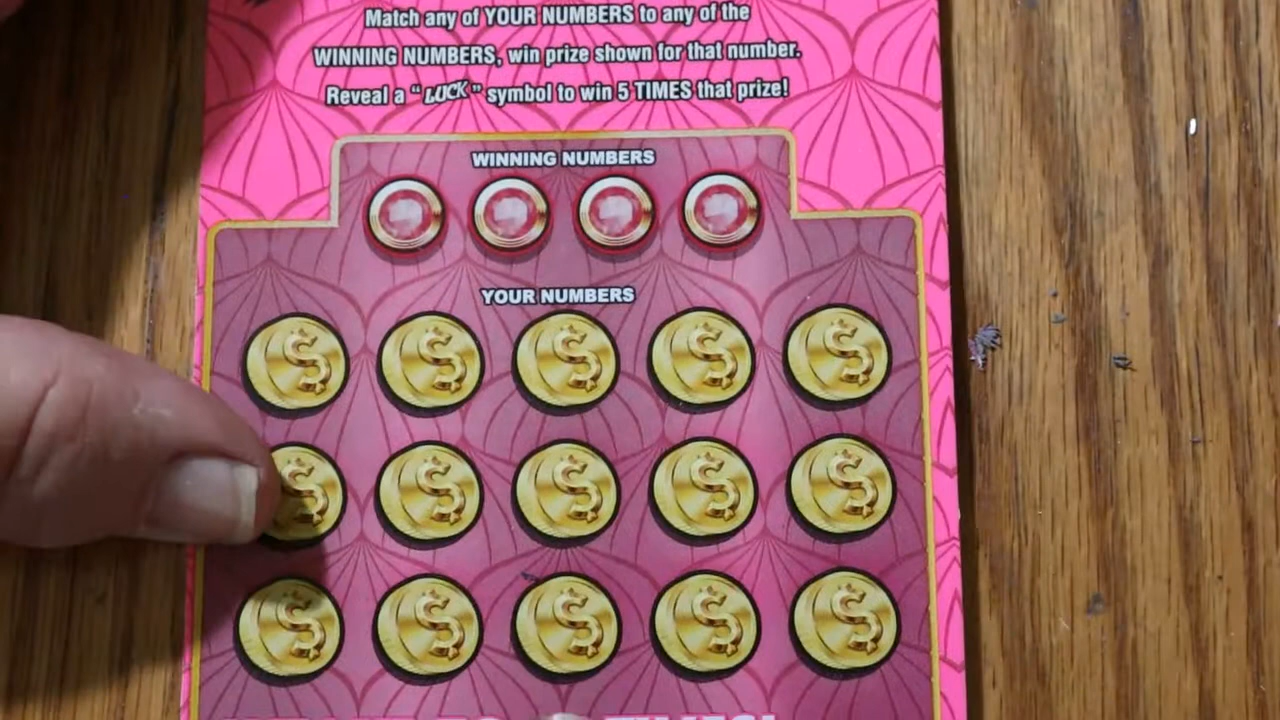 Match any of YOUR NUMBERS to any of the
WINNING NUMBERS, win prize shown for that number.
Reveal a "LUCK" symbol to win 5 TIMES that prize!
WINNING NUMBERS
YOUR NUMBERS
TIMES!